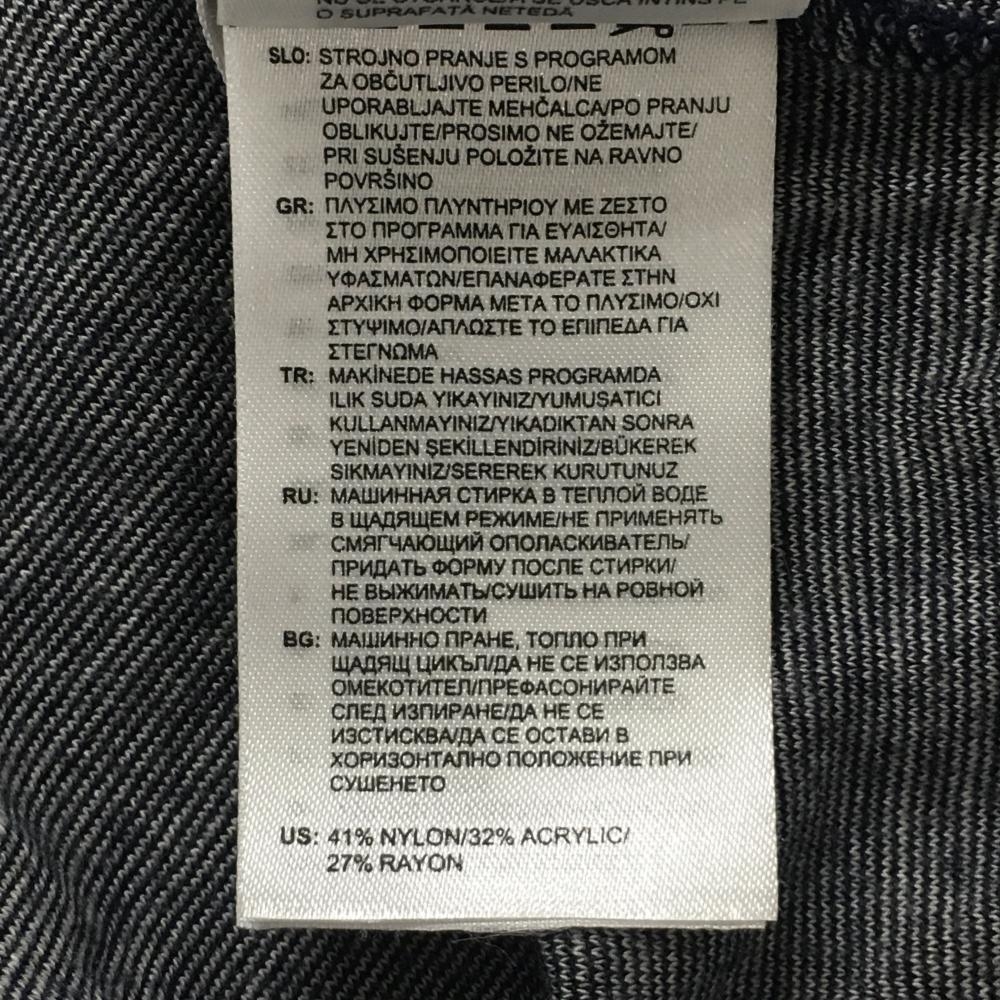 O SUPRAFAȚĂ NETEDĂ
SLO: STROJNO PRANJE S PROGRAMOM
ZA OBČUTLJIVO PERILO/NE
UPORABLJAJTE MEHČALCA/PO PRANJU
OBLIKUJTE/PROSIMO NE OŽEMAJTE/
PRI SUŠENJU POLOŽITE NA RAVNO
POVRŠINO
GR: ΠΛΥΣΙΜΟ ΠΛΥΝΤΗΡΙΟΥ ΜΕ ΖΕΣΤΟ
ΣΤΟ ΠΡΟΓΡΑΜΜΑ ΓΙΑ ΕΥΑΙΣΘΗΤΑ/
ΜΗ ΧΡΗΣΙΜΟΠΟΙΕΙΤΕ ΜΑΛΑΚΤΙΚΑ
ΥΦΑΣΜΑΤΩΝ/ΕΠΑΝΑΦΕΡΑΤΕ ΣΤΗΝ
ΑΡΧΙΚΗ ΦΟΡΜΑ ΜΕΤΑ ΤΟ ΠΛΥΣΙΜΟ/ΟΧΙ
ΣΤΥΨΙΜΟ/ΑΠΛΩΣΤΕ ΤΟ ΕΠΙΠΕΔΑ ΓΙΑ
ΣΤΕΓΝΩΜΑ
TR: MAKİNEDE HASSAS PROGRAMDA
ILIK SUDA YIKAYINIZ/YUMUŞATICI
KULLANMAYINIZ/YIKADIKTAN SONRA
YENİDEN ŞEKİLLENDİRİNİZ/BÜKEREK
SIKMAYINIZ/SEREREK KURUTUNUZ
RU: МАШИННАЯ СТИРКА В ТЕПЛОЙ ВОДЕ
В ЩАДЯЩЕМ РЕЖИМЕ/НЕ ПРИМЕНЯТЬ
СМЯГЧАЮЩИЙ ОПОЛАСКИВАТЕЛЬ/
ПРИДАТЬ ФОРМУ ПОСЛЕ СТИРКИ/
НЕ ВЫЖИМАТЬ/СУШИТЬ НА РОВНОЙ
ПОВЕРХНОСТИ
BG: МАШИННО ПРАНЕ, ТОПЛО ПРИ
ЩАДЯЩ ЦИКЪЛ/ДА НЕ СЕ ИЗПОЛЗВА
ОМЕКОТИТЕЛ/ПРЕФАСОНИРАЙТЕ
СЛЕД ИЗПИРАНЕ/ДА НЕ СЕ
ИЗСТИСКВА/ДА СЕ ОСТАВИ В
ХОРИЗОНТАЛНО ПОЛОЖЕНИЕ ПРИ
СУШЕНЕТО
US: 41% NYLON/32% ACRYLIC/
27% RAYON